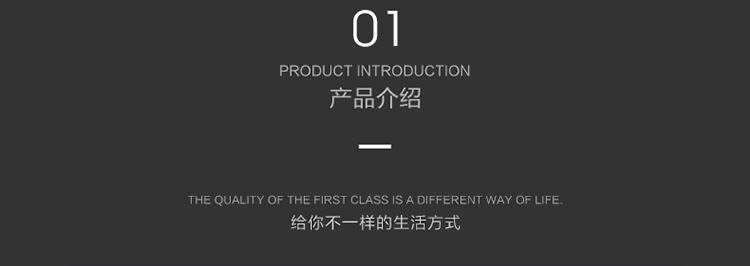 01
PRODUCT INTRODUCTION
产品介绍
THE QUALITY OF THE FIRST CLASS IS A DIFFERENT WAY OF LIFE.
给你不一样的生活方式